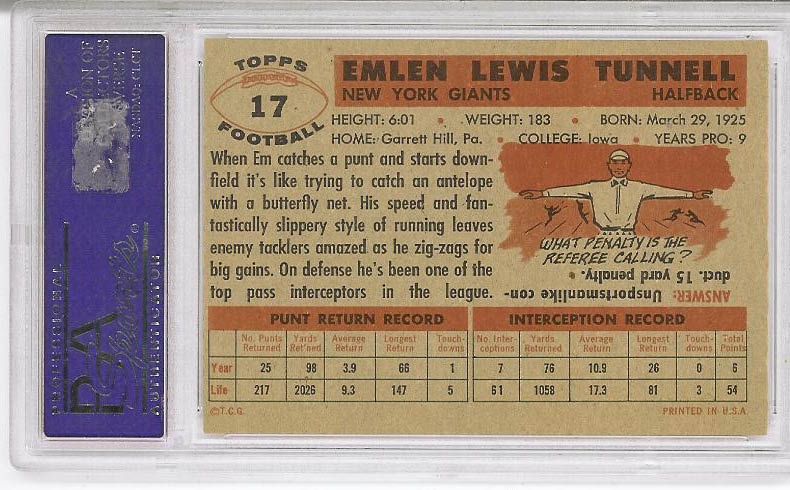 TOPPS
17
FOOTBALL
EMLEN LEWIS TUNNELL
NEW YORK GIANTS HALFBACK
HEIGHT: 6:01 • WEIGHT: 183 • BORN: March 29, 1925
HOME: Garrett Hill, Pa. • COLLEGE: Iowa • YEARS PRO: 9
When Em catches a punt and starts down-
field it's like trying to catch an antelope
with a butterfly net. His speed and fan-
tastically slippery style of running leaves
enemy tacklers amazed as he zig-zags for
big gains. On defense he's been one of the
top pass interceptors in the league.
WHAT PENALTY IS THE
REFEREE CALLING?
ANSWER: Unsportsmanlike con-
duct. 15 yard penalty.
PUNT RETURN RECORD
No. Punts Returned Yards Ret'ned Average Return Longest Return Touch-downs
Year 25 98 3.9 66 1
Life 217 2026 9.3 147 5
INTERCEPTION RECORD
No. Inter-ceptions Yards Return Average Return Longest Return Touch-downs Total Points
7 76 10.9 26 0 6
61 1058 17.3 81 3 54
©T.C.G. PRINTED IN U.S.A.
PROFESSIONAL
PSA
AUTHENTICATOR